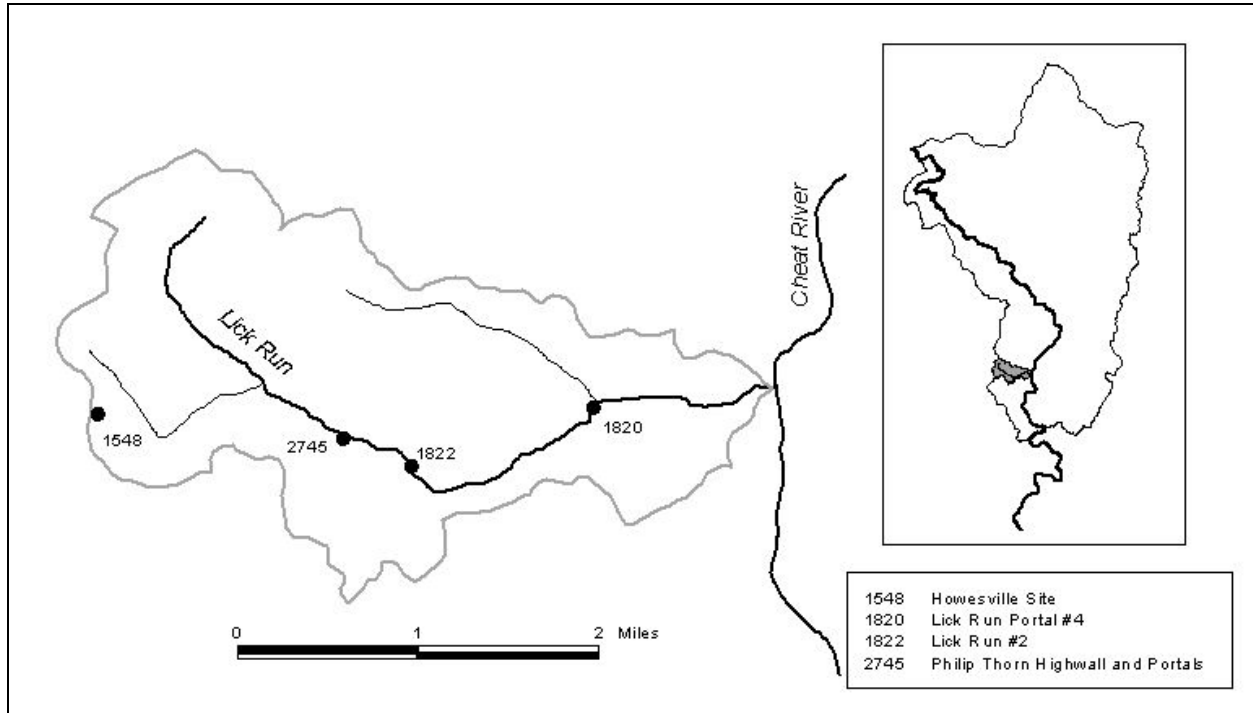 Cheat River
Lick Run
1548
2745
1822
1820
0 1 2 Miles
1548 Howesville Site
1820 Lick Run Portal #4
1822 Lick Run #2
2745 Philip Thorn Highwall and Portals